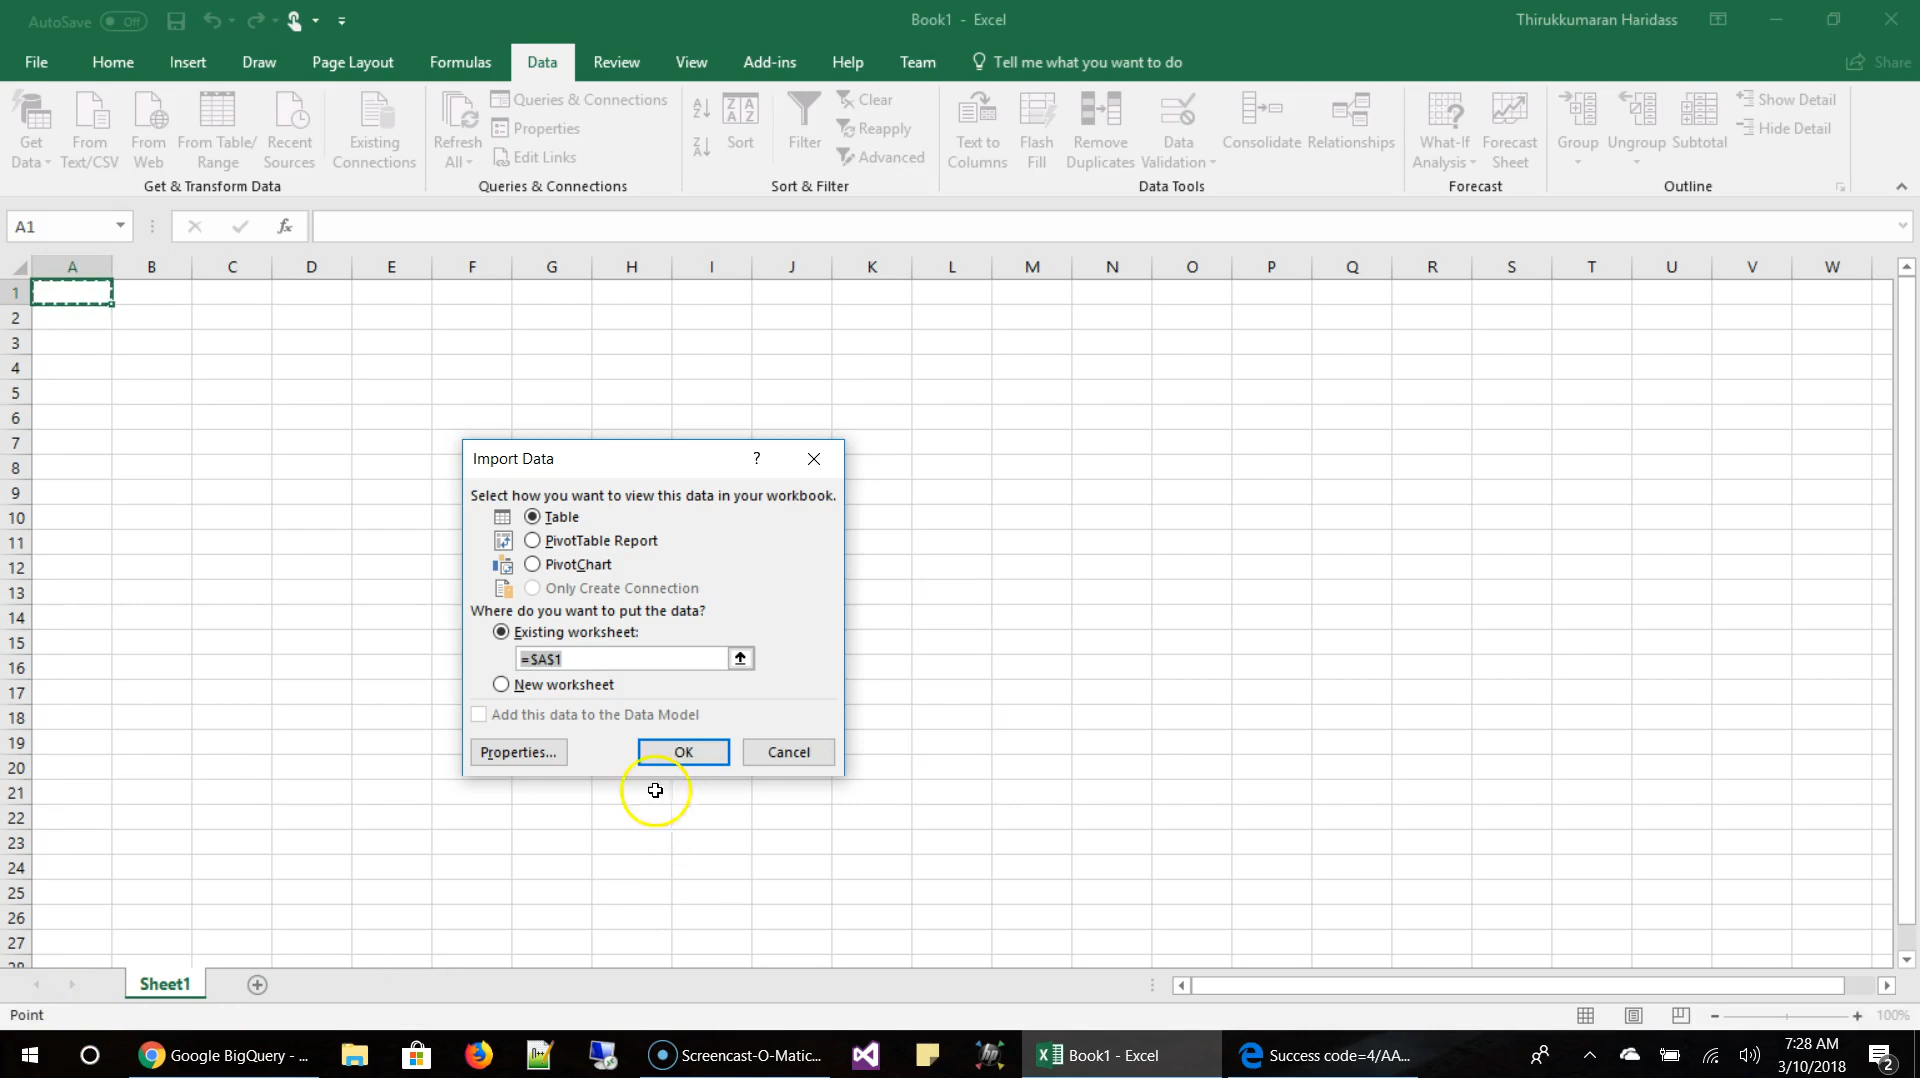 AutoSave Off
Book1 - Excel
Thirukkumaran Haridass
File Home Insert Draw Page Layout Formulas Data Review View Add-ins Help Team Tell me what you want to do Share
Get Data
From Text/CSV
From Web
From Table/ Range
Recent Sources
Existing Connections
Get & Transform Data
Refresh All
Queries & Connections
Properties
Edit Links
Queries & Connections
Sort
Filter
Clear
Reapply
Advanced
Sort & Filter
Text to Columns
Flash Fill
Remove Duplicates
Data Validation
Consolidate
Relationships
Data Tools
What-If Analysis
Forecast Sheet
Forecast
Group
Ungroup
Subtotal
Show Detail
Hide Detail
Outline
A1
fx
A B C D E F G H I J K L M N O P Q R S T U V W
1
2
3
4
5
6
7
8
9
10
11
12
13
14
15
16
17
18
19
20
21
22
23
24
25
26
27
28
Import Data ?
Select how you want to view this data in your workbook.
Table
PivotTable Report
PivotChart
Only Create Connection
Where do you want to put the data?
Existing worksheet:
=$A$1
New worksheet
Add this data to the Data Model
Properties... OK Cancel
Sheet1
Point
100%
Google BigQuery - ...
Screencast-O-Matic...
Book1 - Excel
Success code=4/AA...
7:28 AM
3/10/2018
2